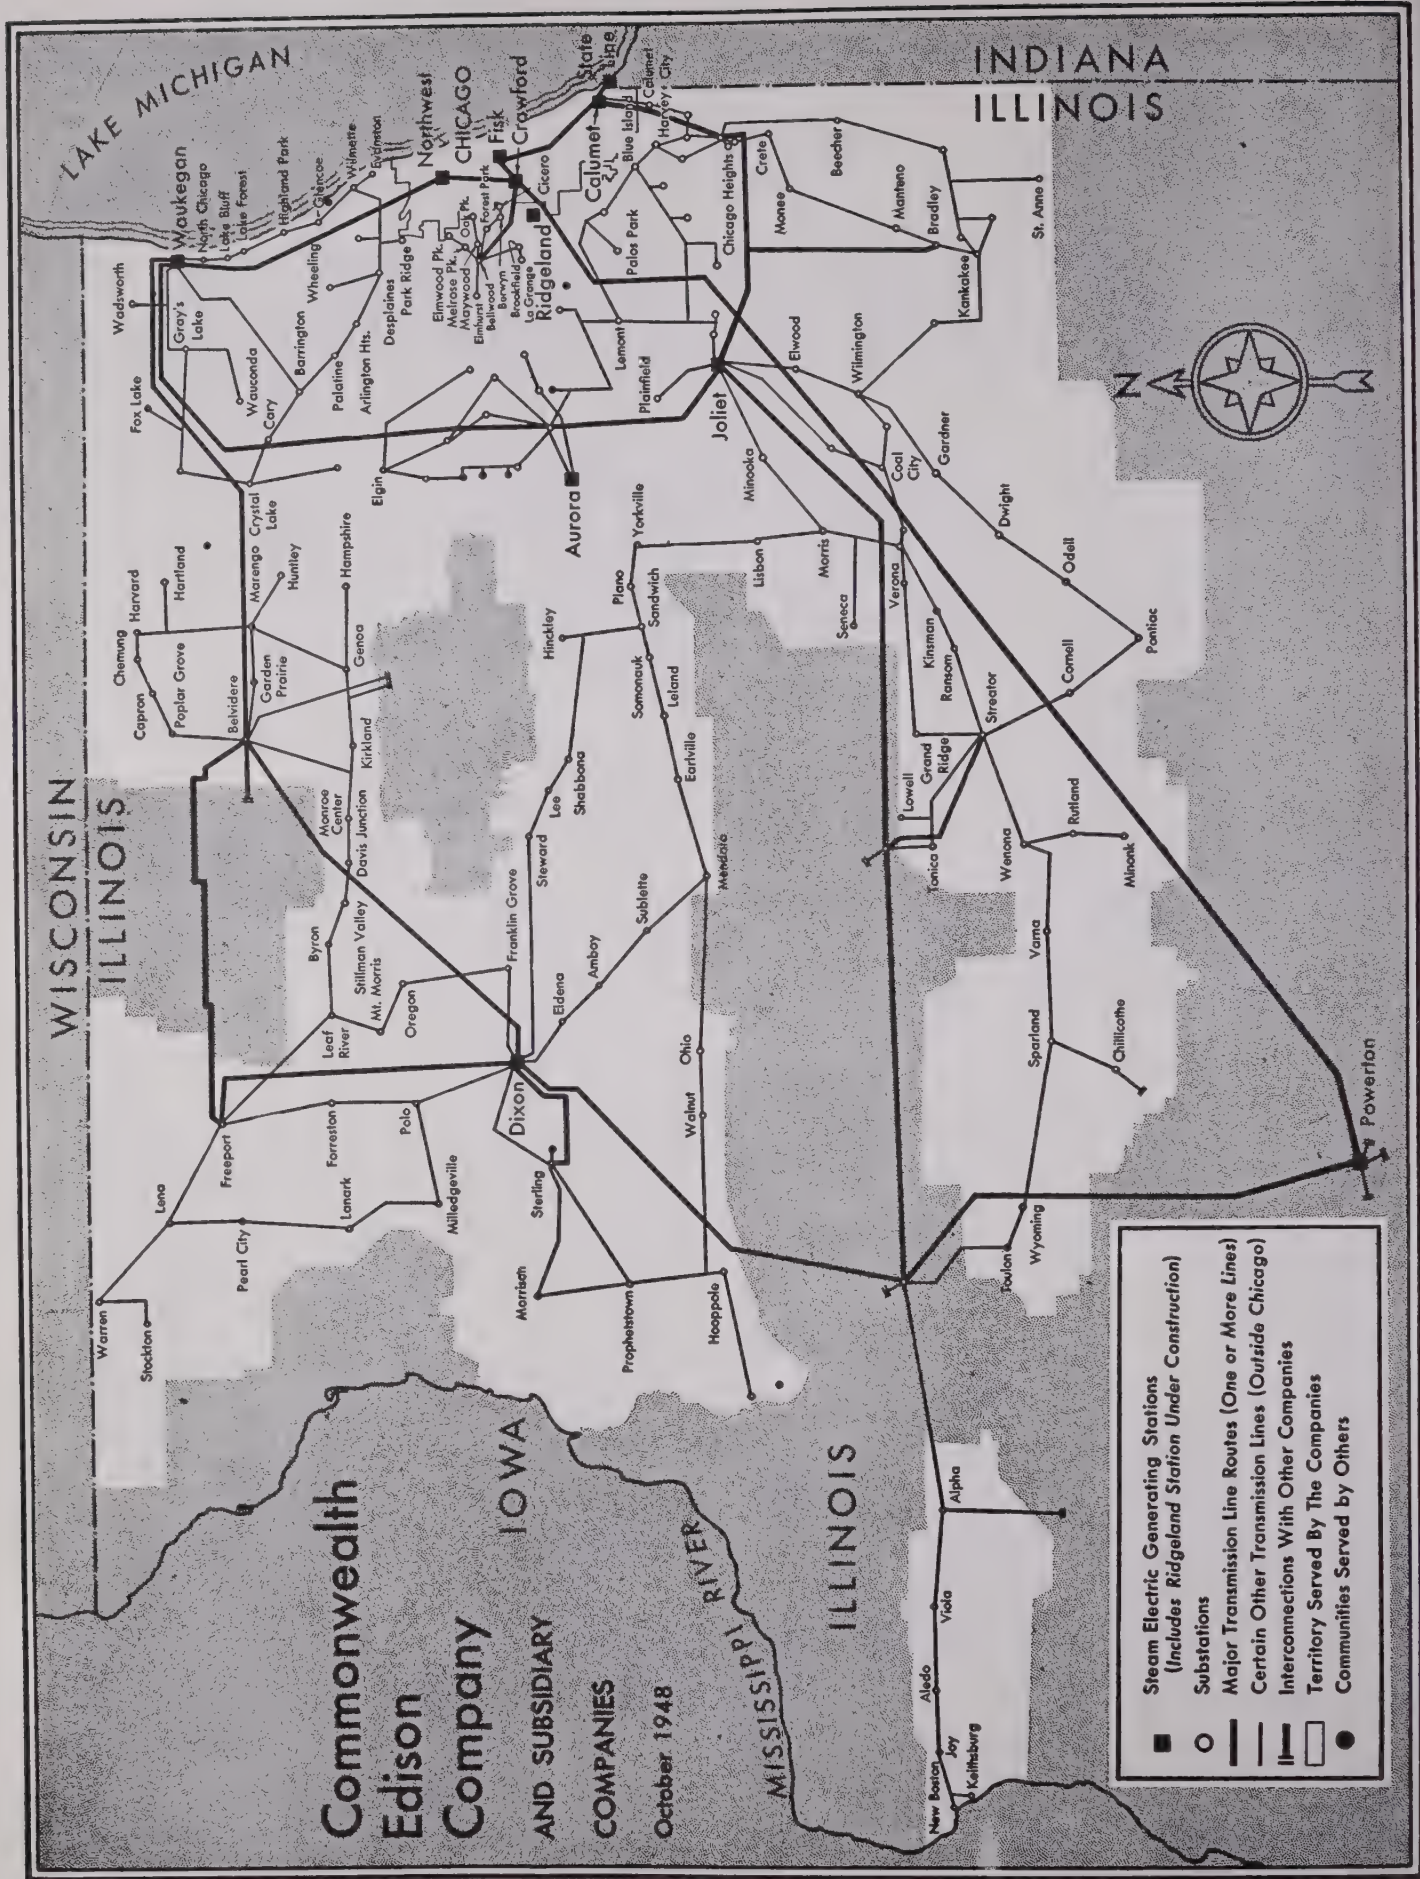 LAKE MICHIGAN
WISCONSIN
ILLINOIS
INDIANA
ILLINOIS
IOWA
ILLINOIS
MISSISSIPPI RIVER
Commonwealth
Edison
Company
AND SUBSIDIARY
COMPANIES
October 1948
Warren
Stockton
Lena
Pearl City
Freeport
Forreston
Lanark
Polo
Milledgeville
Leaf
River
Mt. Morris
Oregon
Byron
Stillman Valley
Davis Junction
Monroe
Center
Kirkland
Genoa
Hampshire
Belvidere
Poplar Grove
Capron
Chemung
Harvard
Hartland
Marengo
Garden
Prairie
Huntley
Crystal
Lake
Fox Lake
Cary
Wauconda
Barrington
Palatine
Arlington Hts.
Gray's
Lake
Wadsworth
Waukegan
North Chicago
Lake Bluff
Lake Forest
Highland Park
Glencoe
Wilmette
Evanston
Wheeling
Desplaines
Park Ridge
Northwest
CHICAGO
Fisk
Crawford
Elmwood Pk.
Melrose Pk.
Maywood
Oak Pk.
Forest Park
Elmhurst
Bellwood
Berwyn
Brookfield
La Grange
Cicero
Ridgeland
Calumet
State
Line
Blue Island
Calumet
City
Harvey
Palos Park
Chicago Heights
Crete
Monee
Beecher
Manteno
Bradley
Kankakee
St. Anne
Elgin
Aurora
Lemont
Plainfield
Joliet
Elwood
Wilmington
Minooka
Coal
City
Gardner
Dwight
Odell
Pontiac
Cornell
Morris
Lisbon
Yorkville
Plano
Sandwich
Hinckley
Somonauk
Leland
Earlville
Mendota
Shabbona
Lee
Steward
Franklin Grove
Dixon
Eldena
Amboy
Sublette
Ohio
Walnut
Sterling
Morrison
Prophetstown
Hooppole
Seneca
Verona
Kinsman
Ransom
Streator
Grand
Ridge
Lowell
Tonica
Wenona
Rutland
Minonk
Varna
Sparland
Chillicothe
Toulon
Wyoming
Powerton
Alpha
Viola
Aledo
Joy
New Boston
Keithsburg
N
Steam Electric Generating Stations
(Includes Ridgeland Station Under Construction)
Substations
Major Transmission Line Routes (One or More Lines)
Certain Other Transmission Lines (Outside Chicago)
Interconnections With Other Companies
Territory Served By The Companies
Communities Served by Others